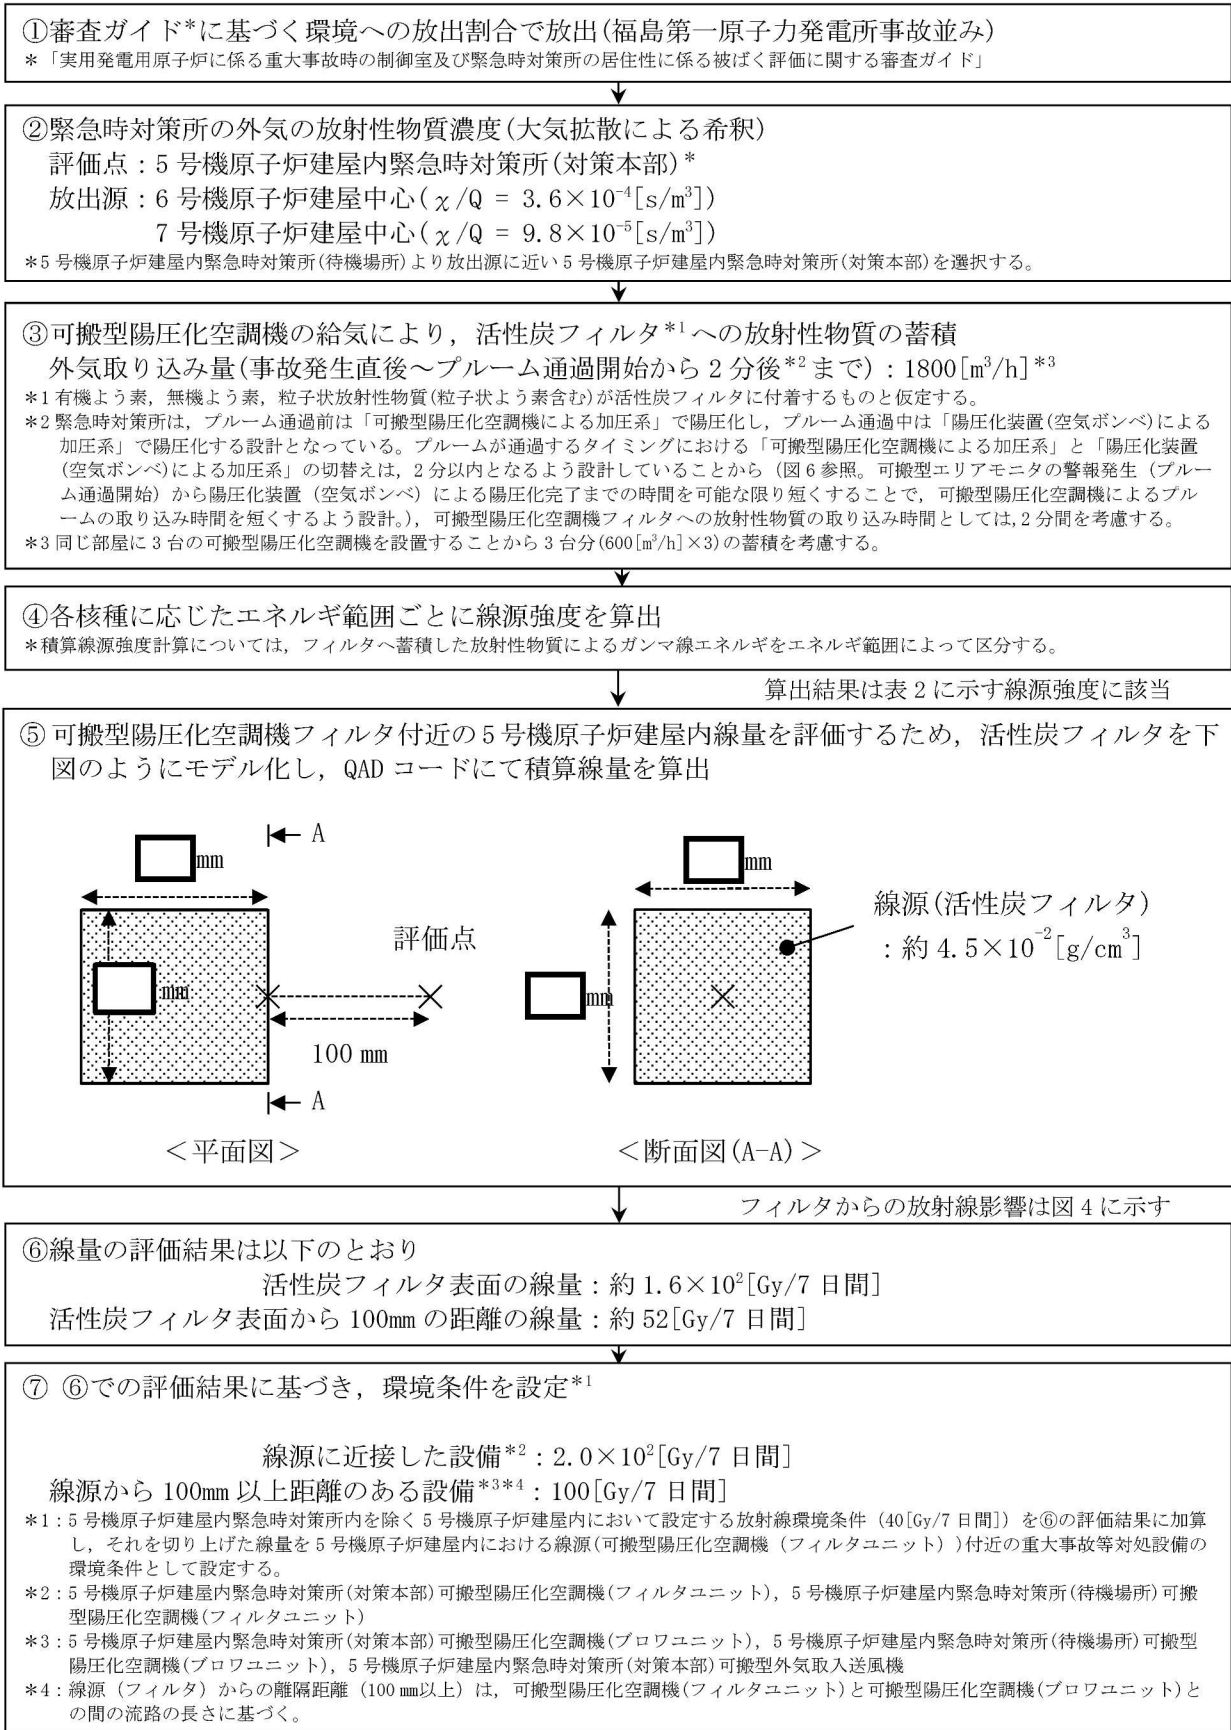 ①審査ガイド*に基づく環境への放出割合で放出(福島第一原子力発電所事故並み)
*「実用発電用原子炉に係る重大事故時の制御室及び緊急時対策所の居住性に係る被ばく評価に関する審査ガイド」
②緊急時対策所の外気の放射性物質濃度(大気拡散による希釈)
評価点：5号機原子炉建屋内緊急時対策所(対策本部)*
放出源：6号機原子炉建屋中心(χ/Q = 3.6×10⁻⁴[s/m³])
7号機原子炉建屋中心(χ/Q = 9.8×10⁻⁵[s/m³])
*5号機原子炉建屋内緊急時対策所(待機場所)より放出源に近い5号機原子炉建屋内緊急時対策所(対策本部)を選択する。
③可搬型陽圧化空調機の給気により，活性炭フィルタ*¹への放射性物質の蓄積
外気取り込み量(事故発生直後～プルーム通過開始から2分後*²まで)：1800[m³/h]*³
*1 有機よう素，無機よう素，粒子状放射性物質(粒子状よう素含む)が活性炭フィルタに付着するものと仮定する。
*2 緊急時対策所は，プルーム通過前は「可搬型陽圧化空調機による加圧系」で陽圧化し，プルーム通過中は「陽圧化装置(空気ボンベ)による
加圧系」で陽圧化する設計となっている。プルームが通過するタイミングにおける「可搬型陽圧化空調機による加圧系」と「陽圧化装置
(空気ボンベ)による加圧系」の切替えは，2分以内となるよう設計していることから（図6参照。可搬型エリアモニタの警報発生（プルー
ム通過開始）から陽圧化装置（空気ボンベ）による陽圧化完了までの時間を可能な限り短くすることで，可搬型陽圧化空調機によるプル
ームの取り込み時間を短くするよう設計。），可搬型陽圧化空調機フィルタへの放射性物質の取り込み時間としては，2分間を考慮する。
*3 同じ部屋に3台の可搬型陽圧化空調機を設置することから3台分(600[m³/h]×3)の蓄積を考慮する。
④各核種に応じたエネルギ範囲ごとに線源強度を算出
*積算線源強度計算については，フィルタへ蓄積した放射性物質によるガンマ線エネルギをエネルギ範囲によって区分する。
算出結果は表2に示す線源強度に該当
⑤可搬型陽圧化空調機フィルタ付近の5号機原子炉建屋内線量を評価するため，活性炭フィルタを下
図のようにモデル化し，QADコードにて積算線量を算出
A
mm
mm
評価点
100 mm
A
＜平面図＞
mm
mm
線源(活性炭フィルタ)
：約4.5×10⁻²[g/cm³]
＜断面図(A-A)＞
フィルタからの放射線影響は図4に示す
⑥線量の評価結果は以下のとおり
活性炭フィルタ表面の線量：約1.6×10²[Gy/7日間]
活性炭フィルタ表面から100mmの距離の線量：約52[Gy/7日間]
⑦ ⑥での評価結果に基づき，環境条件を設定*¹
線源に近接した設備*²：2.0×10²[Gy/7日間]
線源から100mm以上距離のある設備*³*⁴：100[Gy/7日間]
*1：5号機原子炉建屋内緊急時対策所内を除く5号機原子炉建屋内において設定する放射線環境条件（40[Gy/7日間]）を⑥の評価結果に加算
し，それを切り上げた線量を5号機原子炉建屋内における線源(可搬型陽圧化空調機（フィルタユニット）)付近の重大事故等対処設備の
環境条件として設定する。
*2：5号機原子炉建屋内緊急時対策所(対策本部)可搬型陽圧化空調機(フィルタユニット)，5号機原子炉建屋内緊急時対策所(待機場所)可搬
型陽圧化空調機(フィルタユニット)
*3：5号機原子炉建屋内緊急時対策所(対策本部)可搬型陽圧化空調機(ブロワユニット)，5号機原子炉建屋内緊急時対策所(待機場所)可搬型
陽圧化空調機(ブロワユニット)，5号機原子炉建屋内緊急時対策所(対策本部)可搬型外気取入送風機
*4：線源（フィルタ）からの離隔距離（100mm以上）は，可搬型陽圧化空調機(フィルタユニット)と可搬型陽圧化空調機(ブロワユニット)と
の間の流路の長さに基づく。